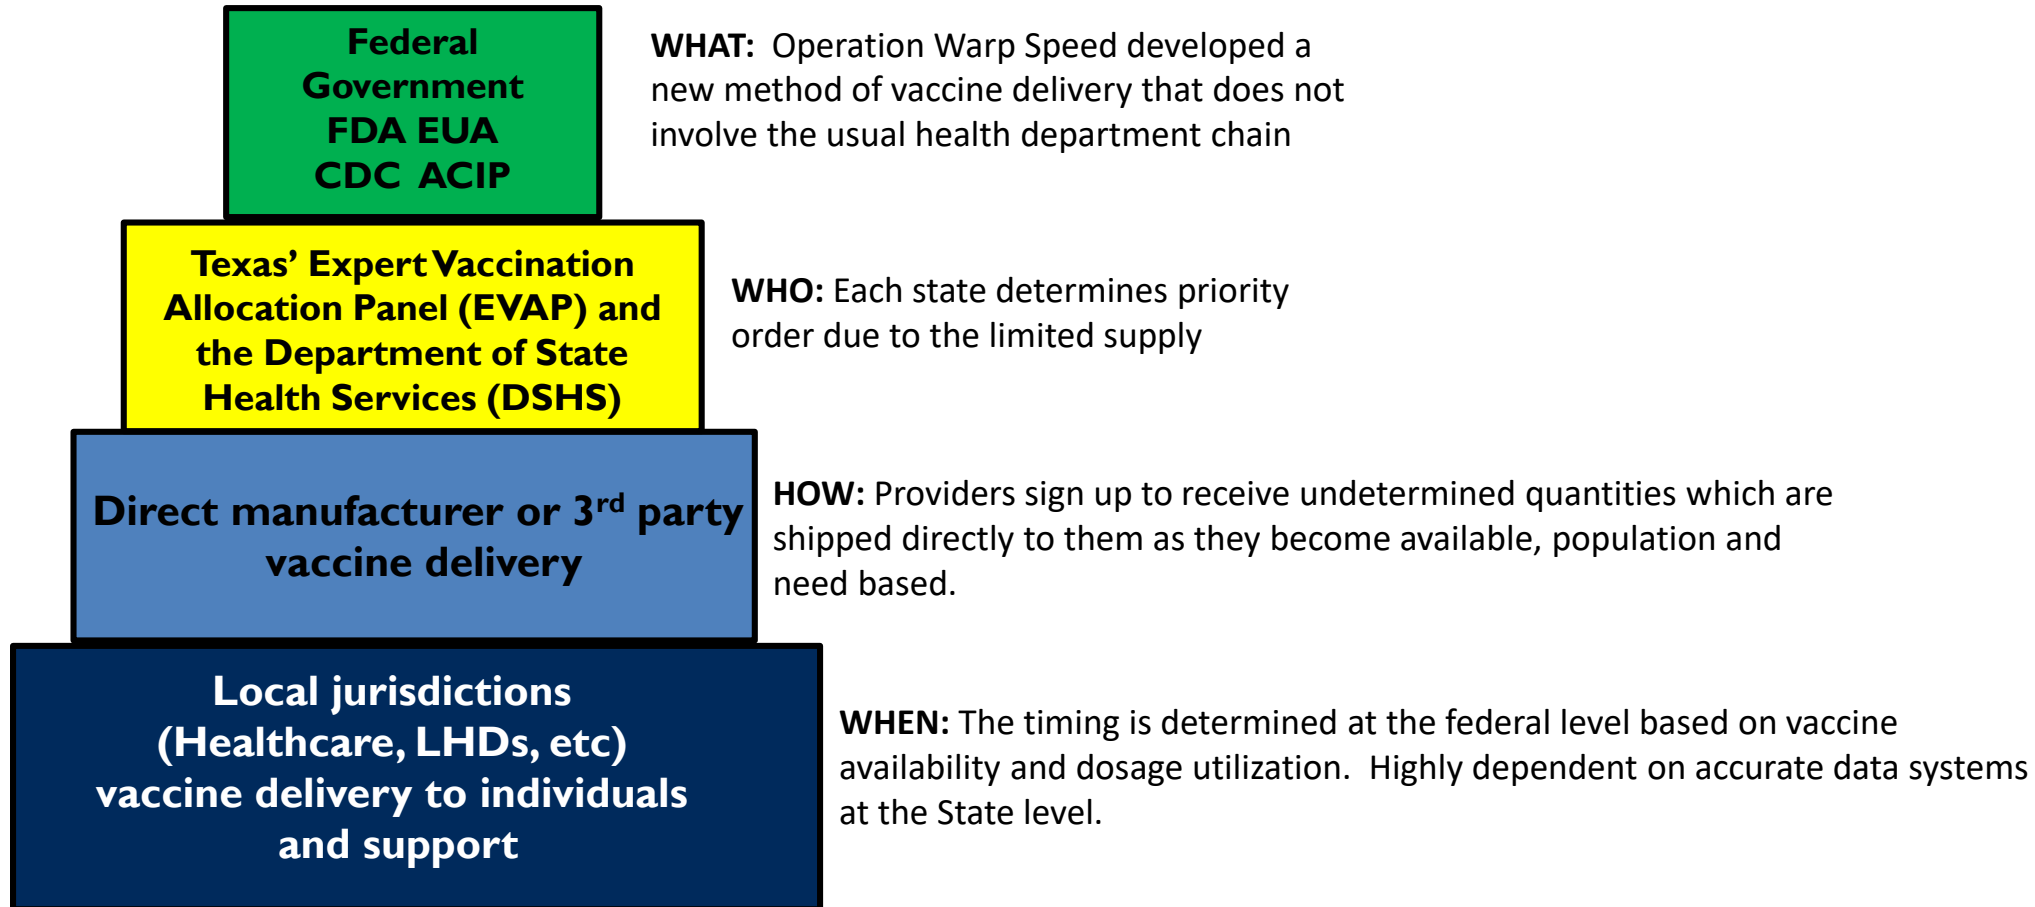 Federal
Government
FDA EUA
CDC ACIP
WHAT: Operation Warp Speed developed a
new method of vaccine delivery that does not
involve the usual health department chain
Texas’ Expert Vaccination
Allocation Panel (EVAP) and
the Department of State
Health Services (DSHS)
WHO: Each state determines priority
order due to the limited supply
Direct manufacturer or 3rd party
vaccine delivery
HOW: Providers sign up to receive undetermined quantities which are
shipped directly to them as they become available, population and
need based.
Local jurisdictions
(Healthcare, LHDs, etc)
vaccine delivery to individuals
and support
WHEN: The timing is determined at the federal level based on vaccine
availability and dosage utilization. Highly dependent on accurate data systems
at the State level.